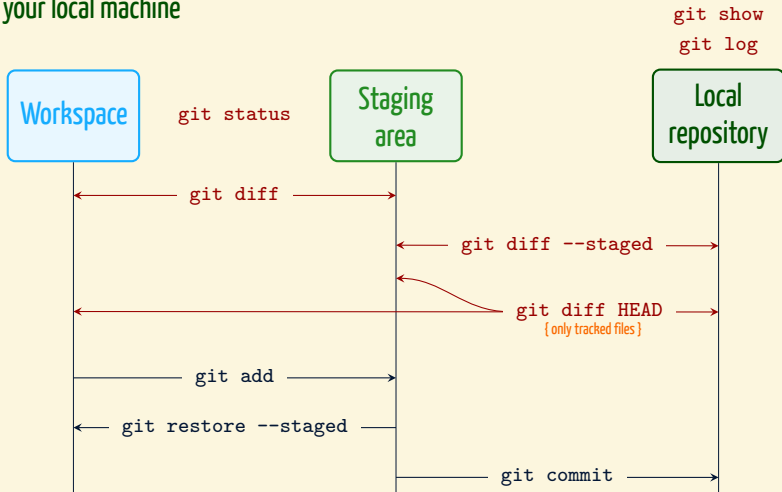 your local machine
git show
git log
Workspace
git status
Staging
area
Local
repository
git diff
git diff --staged
git diff HEAD
{ only tracked files }
git add
git restore --staged
git commit